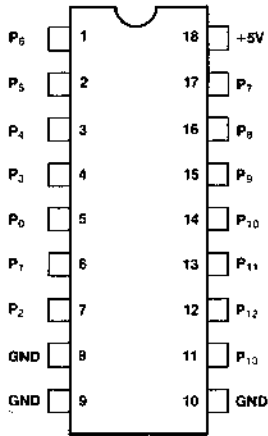 P6 1 18 +5V
P5 2 17 P7
P4 3 16 P8
P3 4 15 P9
P0 5 14 P10
P1 6 13 P11
P2 7 12 P12
GND 8 11 P13
GND 9 10 GND